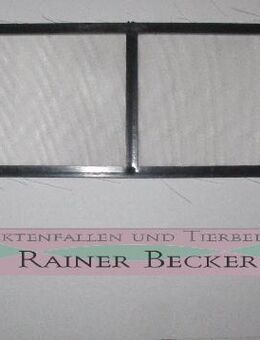 KTENFALLEN UND TIERBE
RAINER BECKER